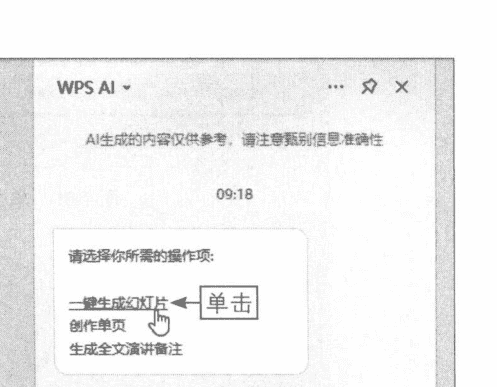 WPS AI
AI生成的内容仅供参考，请注意甄别信息准确性
09:18
请选择你所需的操作项:
一键生成幻灯片
单击
创作单页
生成全文演讲备注